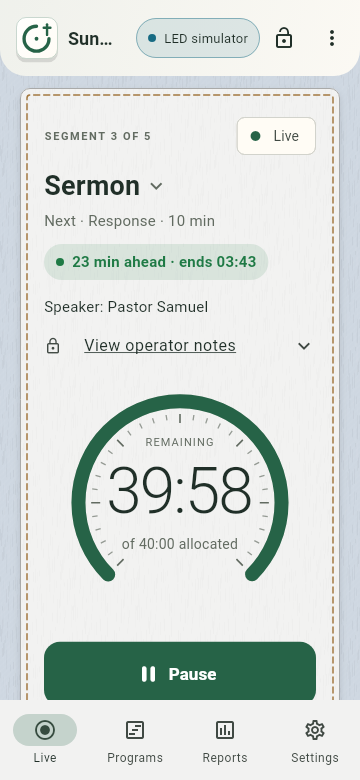 Sun...
LED simulator
SEGMENT 3 OF 5
Live
Sermon
Next · Response · 10 min
23 min ahead · ends 03:43
Speaker: Pastor Samuel
View operator notes
REMAINING
39:58
of 40:00 allocated
Pause
Live
Programs
Reports
Settings